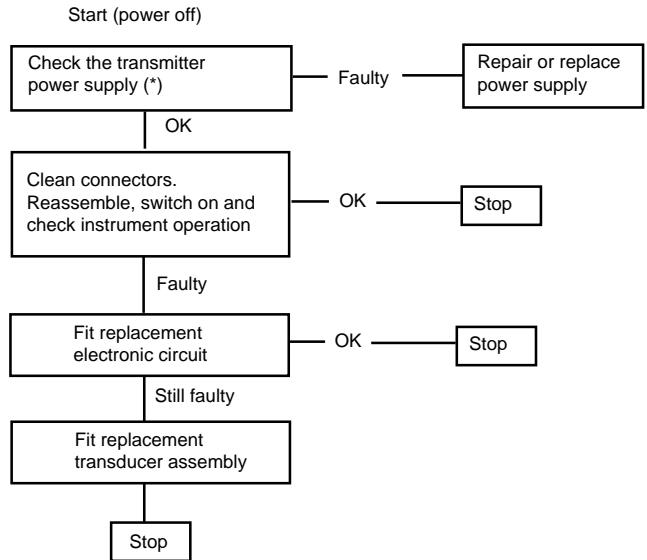 Start (power off)
Check the transmitter
power supply (*)
Faulty
Repair or replace
power supply
OK
Clean connectors.
Reassemble, switch on and
check instrument operation
OK
Stop
Faulty
Fit replacement
electronic circuit
OK
Stop
Still faulty
Fit replacement
transducer assembly
Stop